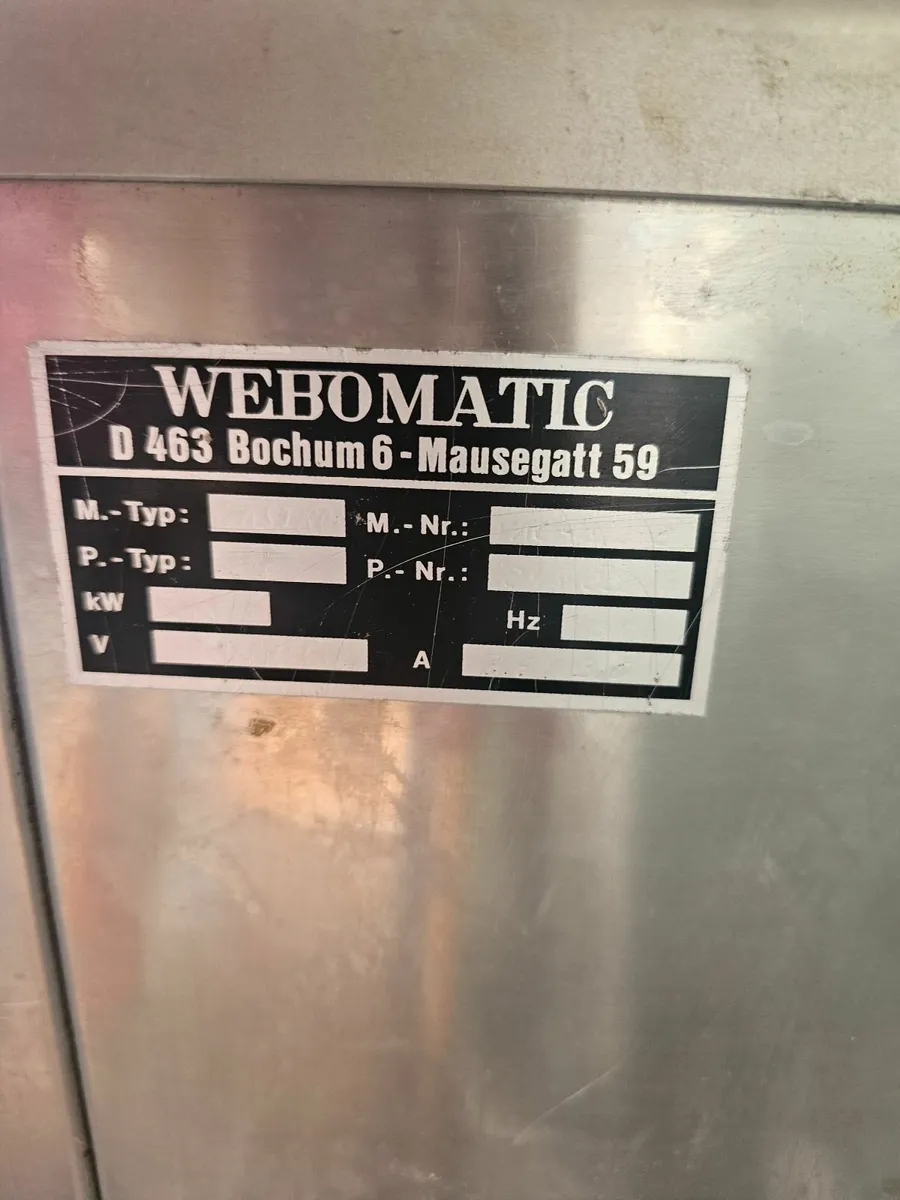 WEBOMATIC
D 463 Bochum 6 - Mausegatt 59
M.-Typ: M.-Nr.:
P.-Typ: P.-Nr.:
kW Hz
V A